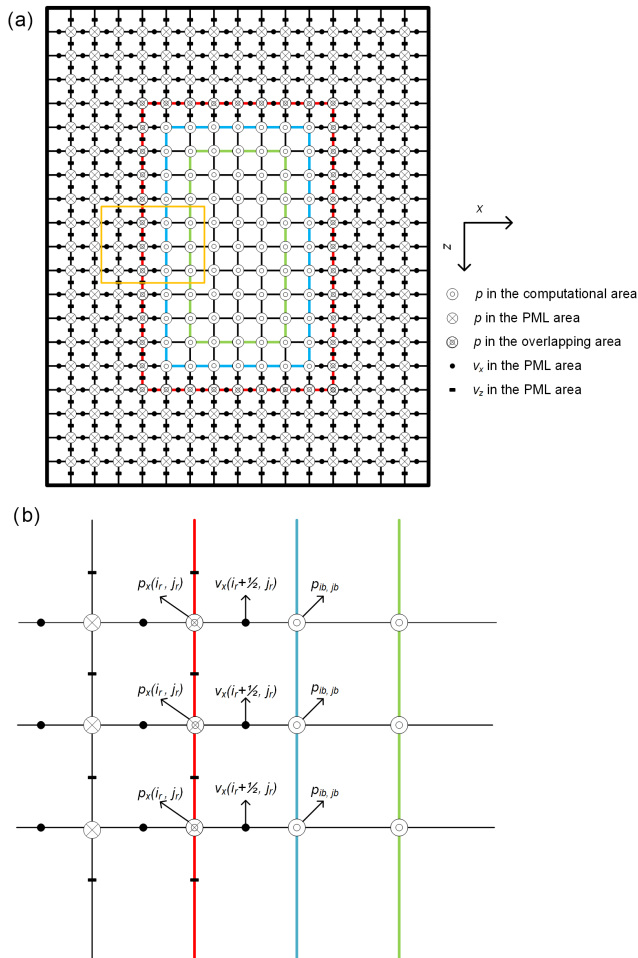 (a)
x
z
p in the computational area
p in the PML area
p in the overlapping area
vx in the PML area
vz in the PML area
(b)
px(ir , jr) vx(ir+½, jr) pib, jb
px(ir , jr) vx(ir+½, jr) pib, jb
px(ir , jr) vx(ir+½, jr) pib, jb